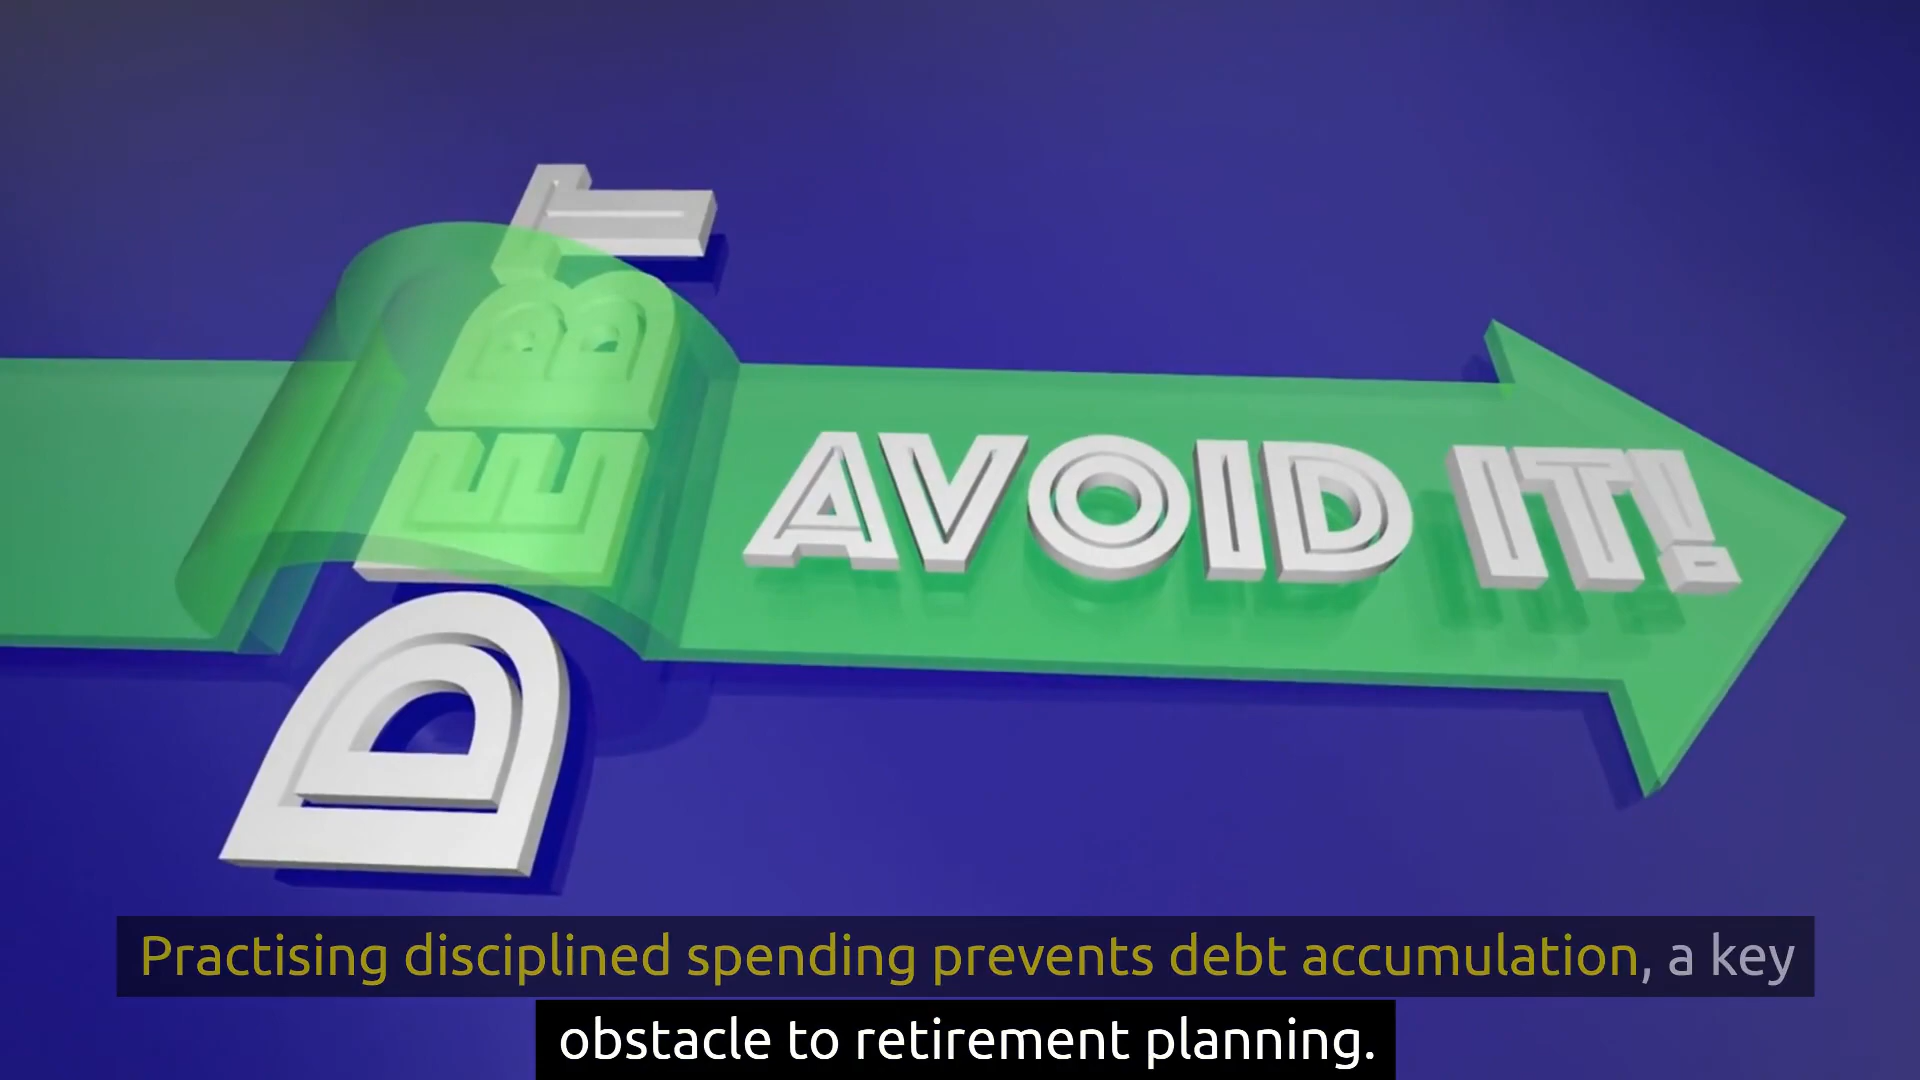 DEBT
AVOID IT!
Practising disciplined spending prevents debt accumulation, a key
obstacle to retirement planning.